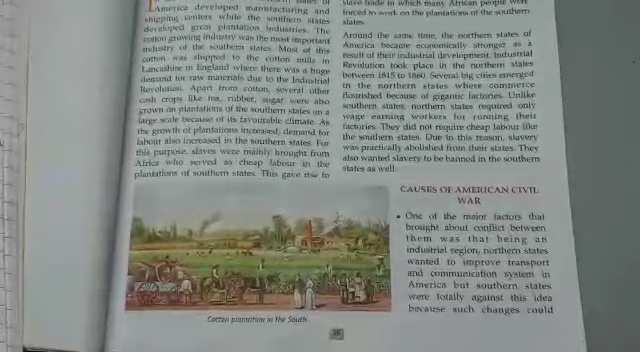 America developed manufacturing and
shipping centers while the southern states
developed great plantation industries. The
cotton growing industry was the most important
industry of the southern states. Most of this
cotton was shipped to the cotton mills in
Lancashire in England where there was a huge
demand for raw materials due to the Industrial
Revolution. Apart from cotton, several other
cash crops like tea, rubber, sugar were also
grown on plantations of the southern states on a
large scale because of its favourable climate. As
the growth of plantations increased, demand for
labour also increased in the southern states. For
this purpose, slaves were mainly brought from
Africa who served as cheap labour in the
plantations of southern states. This gave rise to
slave trade in which many African people were
forced to work on the plantations of the southern
states.
Around the same time, the northern states of
America became economically stronger as a
result of their industrial development. Industrial
Revolution took place in the northern states
between 1815 to 1860. Several big cities emerged
in the northern states where commerce
flourished because of gigantic factories. Unlike
southern states, northern states required only
wage earning workers for running their
factories. They did not require cheap labour like
the southern states. Due to this reason, slavery
was practically abolished from their states. They
also wanted slavery to be banned in the southern
states as well.
CAUSES OF AMERICAN CIVIL
WAR
• One of the major factors that
brought about conflict between
them was that being an
industrial region, northern states
wanted to improve transport
and communication system in
America but southern states
were totally against this idea
because such changes could
Cotton plantation in the South